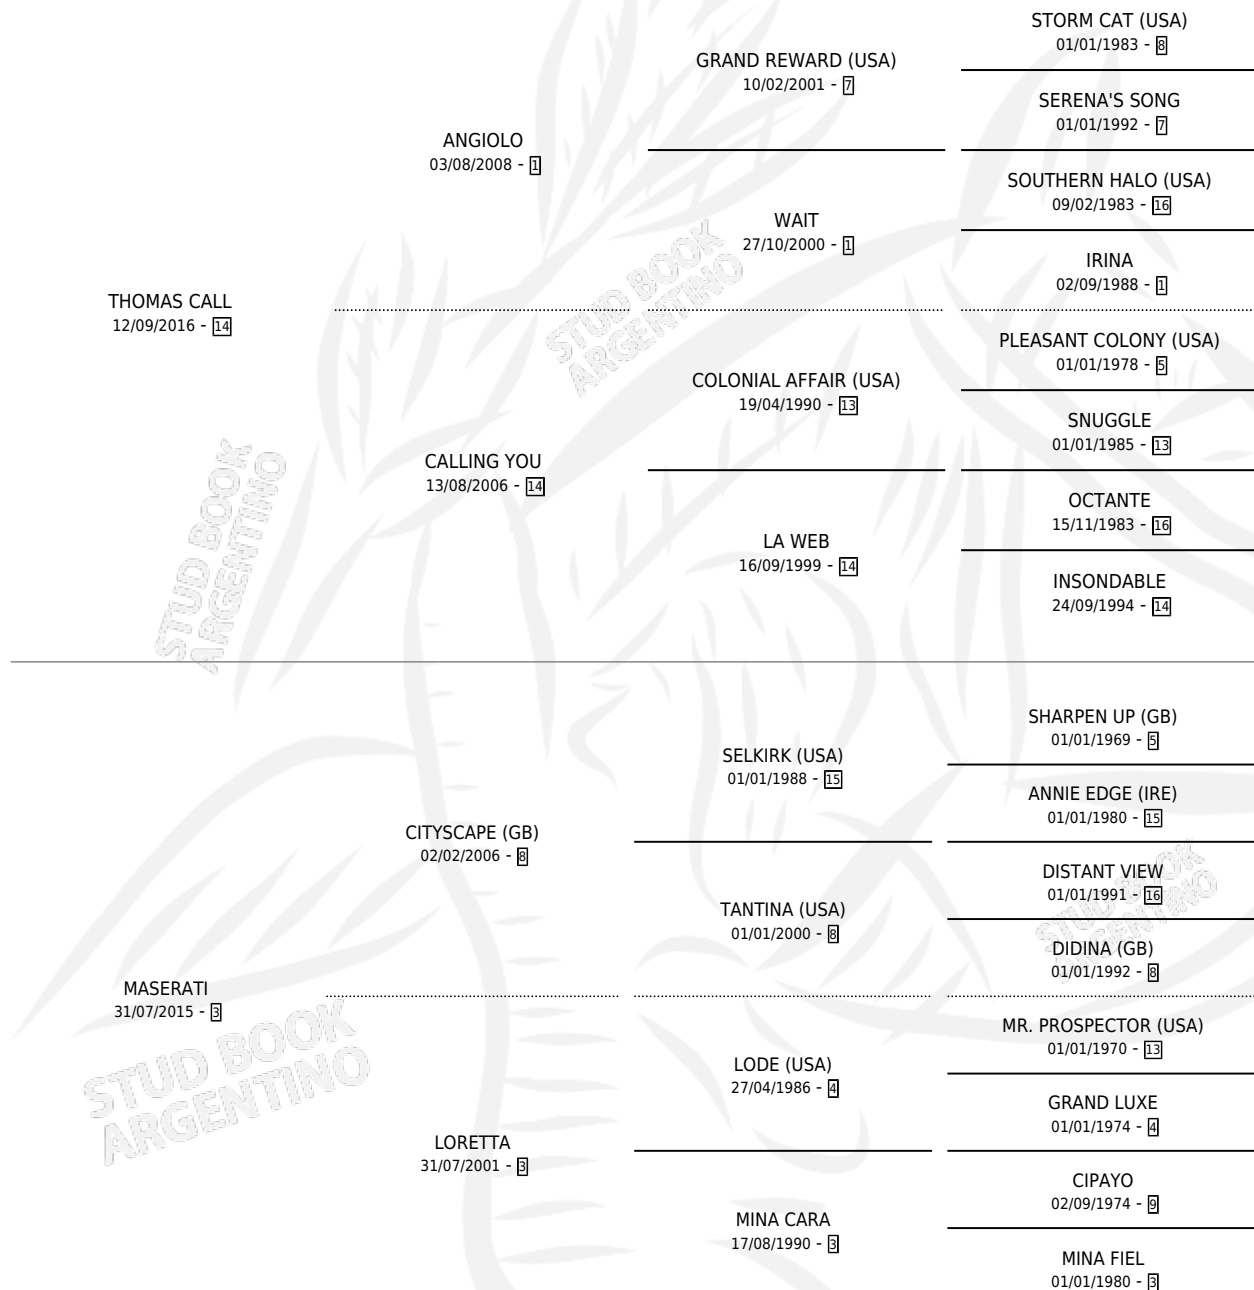 STORM CAT (USA)
01/01/1983 - 8
GRAND REWARD (USA)
10/02/2001 - 7
SERENA'S SONG
01/01/1992 - 7
ANGIOLO
03/08/2008 - 1
SOUTHERN HALO (USA)
09/02/1983 - 16
WAIT
27/10/2000 - 1
IRINA
02/09/1988 - 1
THOMAS CALL
12/09/2016 - 14
PLEASANT COLONY (USA)
01/01/1978 - 5
COLONIAL AFFAIR (USA)
19/04/1990 - 13
SNUGGLE
01/01/1985 - 13
CALLING YOU
13/08/2006 - 14
OCTANTE
15/11/1983 - 16
LA WEB
16/09/1999 - 14
INSONDABLE
24/09/1994 - 14
STUD BOOK
ARGENTINO
STUD BOOK
ARGENTINO
SHARPEN UP (GB)
01/01/1969 - 5
SELKIRK (USA)
01/01/1988 - 15
ANNIE EDGE (IRE)
01/01/1980 - 15
CITYSCAPE (GB)
02/02/2006 - 8
DISTANT VIEW
01/01/1991 - 16
TANTINA (USA)
01/01/2000 - 8
DIDINA (GB)
01/01/1992 - 8
STUD BOOK
ARGENTINO
MASERATI
31/07/2015 - 3
MR. PROSPECTOR (USA)
01/01/1970 - 13
LODE (USA)
27/04/1986 - 4
GRAND LUXE
01/01/1974 - 4
LORETTA
31/07/2001 - 3
CIPAYO
02/09/1974 - 9
MINA CARA
17/08/1990 - 3
MINA FIEL
01/01/1980 - 3
STUD BOOK
ARGENTINO